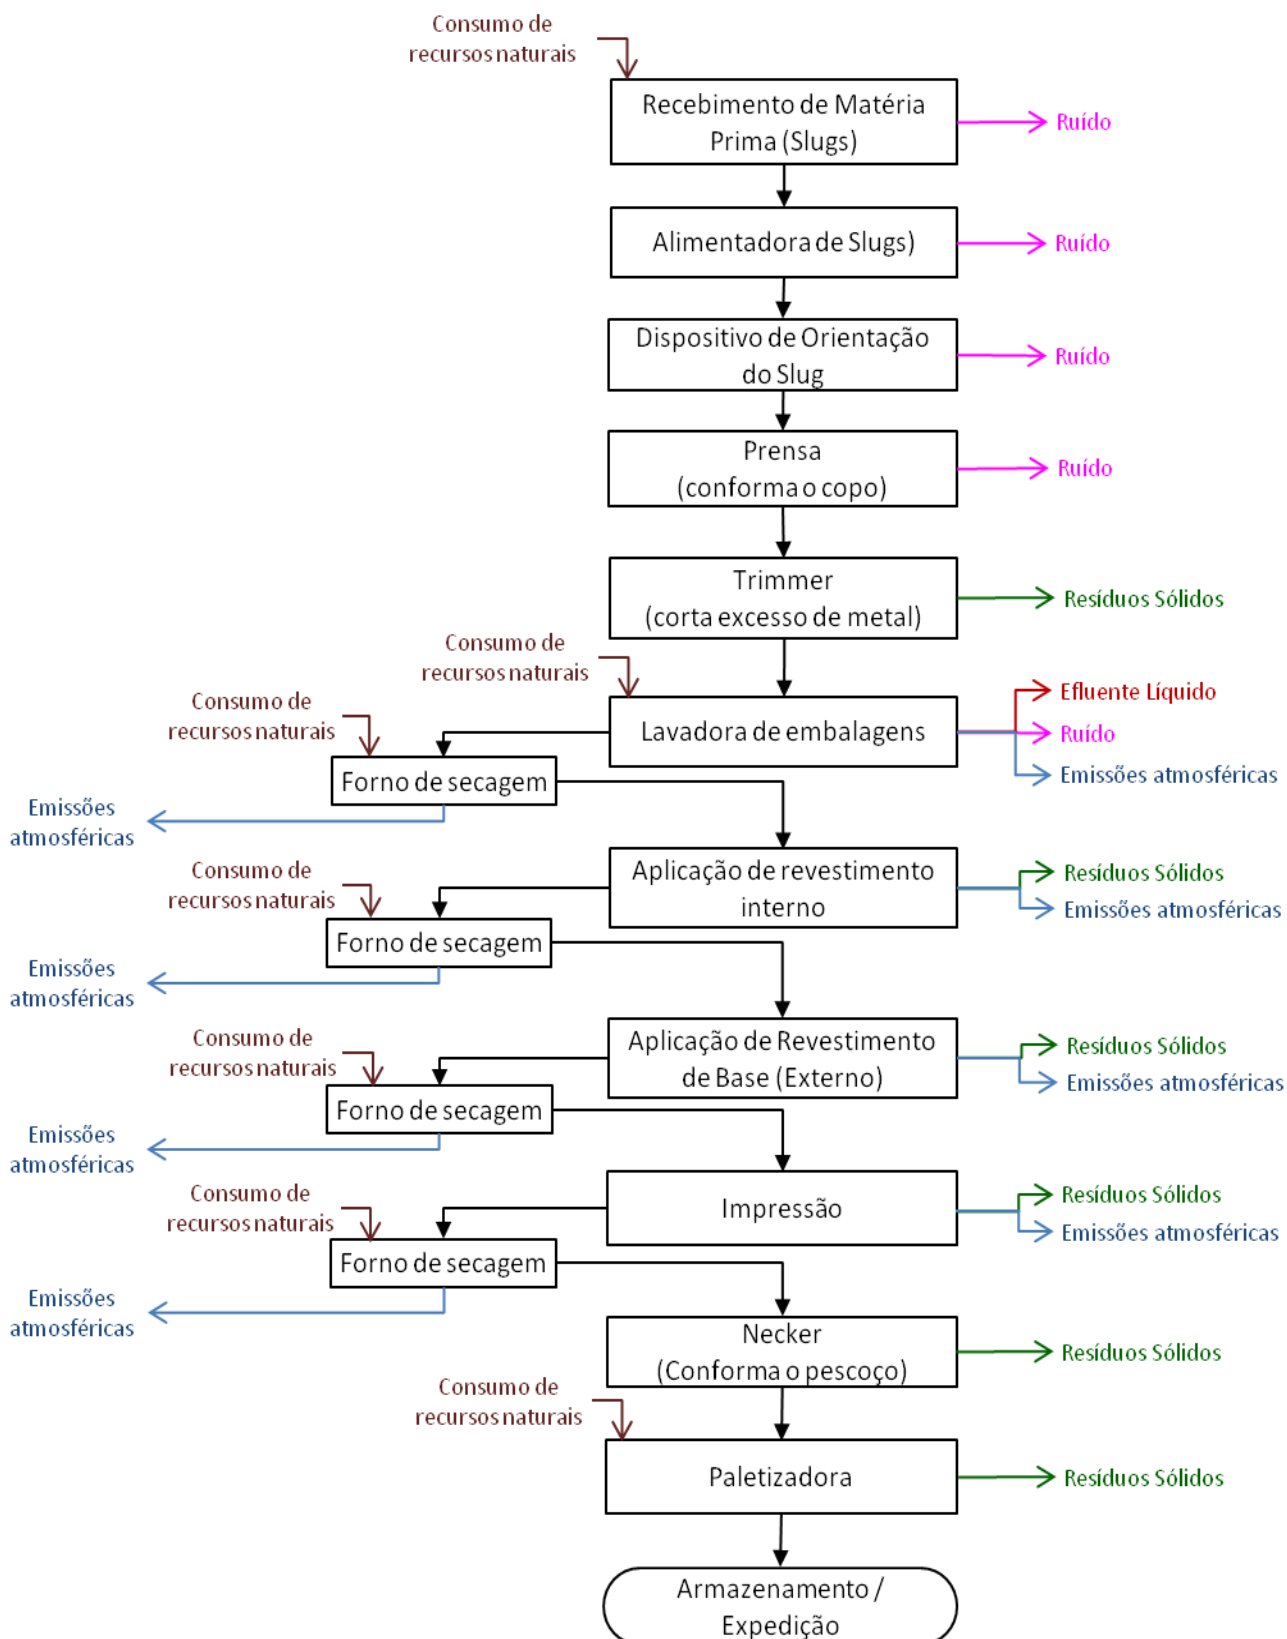 Consumo de
recursos naturais
Recebimento de Matéria
Prima (Slugs)
Ruído
Alimentadora de Slugs)
Ruído
Dispositivo de Orientação
do Slug
Ruído
Prensa
(conforma o copo)
Ruído
Trimmer
(corta excesso de metal)
Resíduos Sólidos
Consumo de
recursos naturais
Lavadora de embalagens
Efluente Líquido
Ruído
Emissões atmosféricas
Consumo de
recursos naturais
Forno de secagem
Emissões
atmosféricas
Aplicação de revestimento
interno
Resíduos Sólidos
Emissões atmosféricas
Consumo de
recursos naturais
Forno de secagem
Emissões
atmosféricas
Aplicação de Revestimento
de Base (Externo)
Resíduos Sólidos
Emissões atmosféricas
Consumo de
recursos naturais
Forno de secagem
Emissões
atmosféricas
Impressão
Resíduos Sólidos
Emissões atmosféricas
Consumo de
recursos naturais
Forno de secagem
Emissões
atmosféricas
Necker
(Conforma o pescoço)
Resíduos Sólidos
Consumo de
recursos naturais
Paletizadora
Resíduos Sólidos
Armazenamento /
Expedição